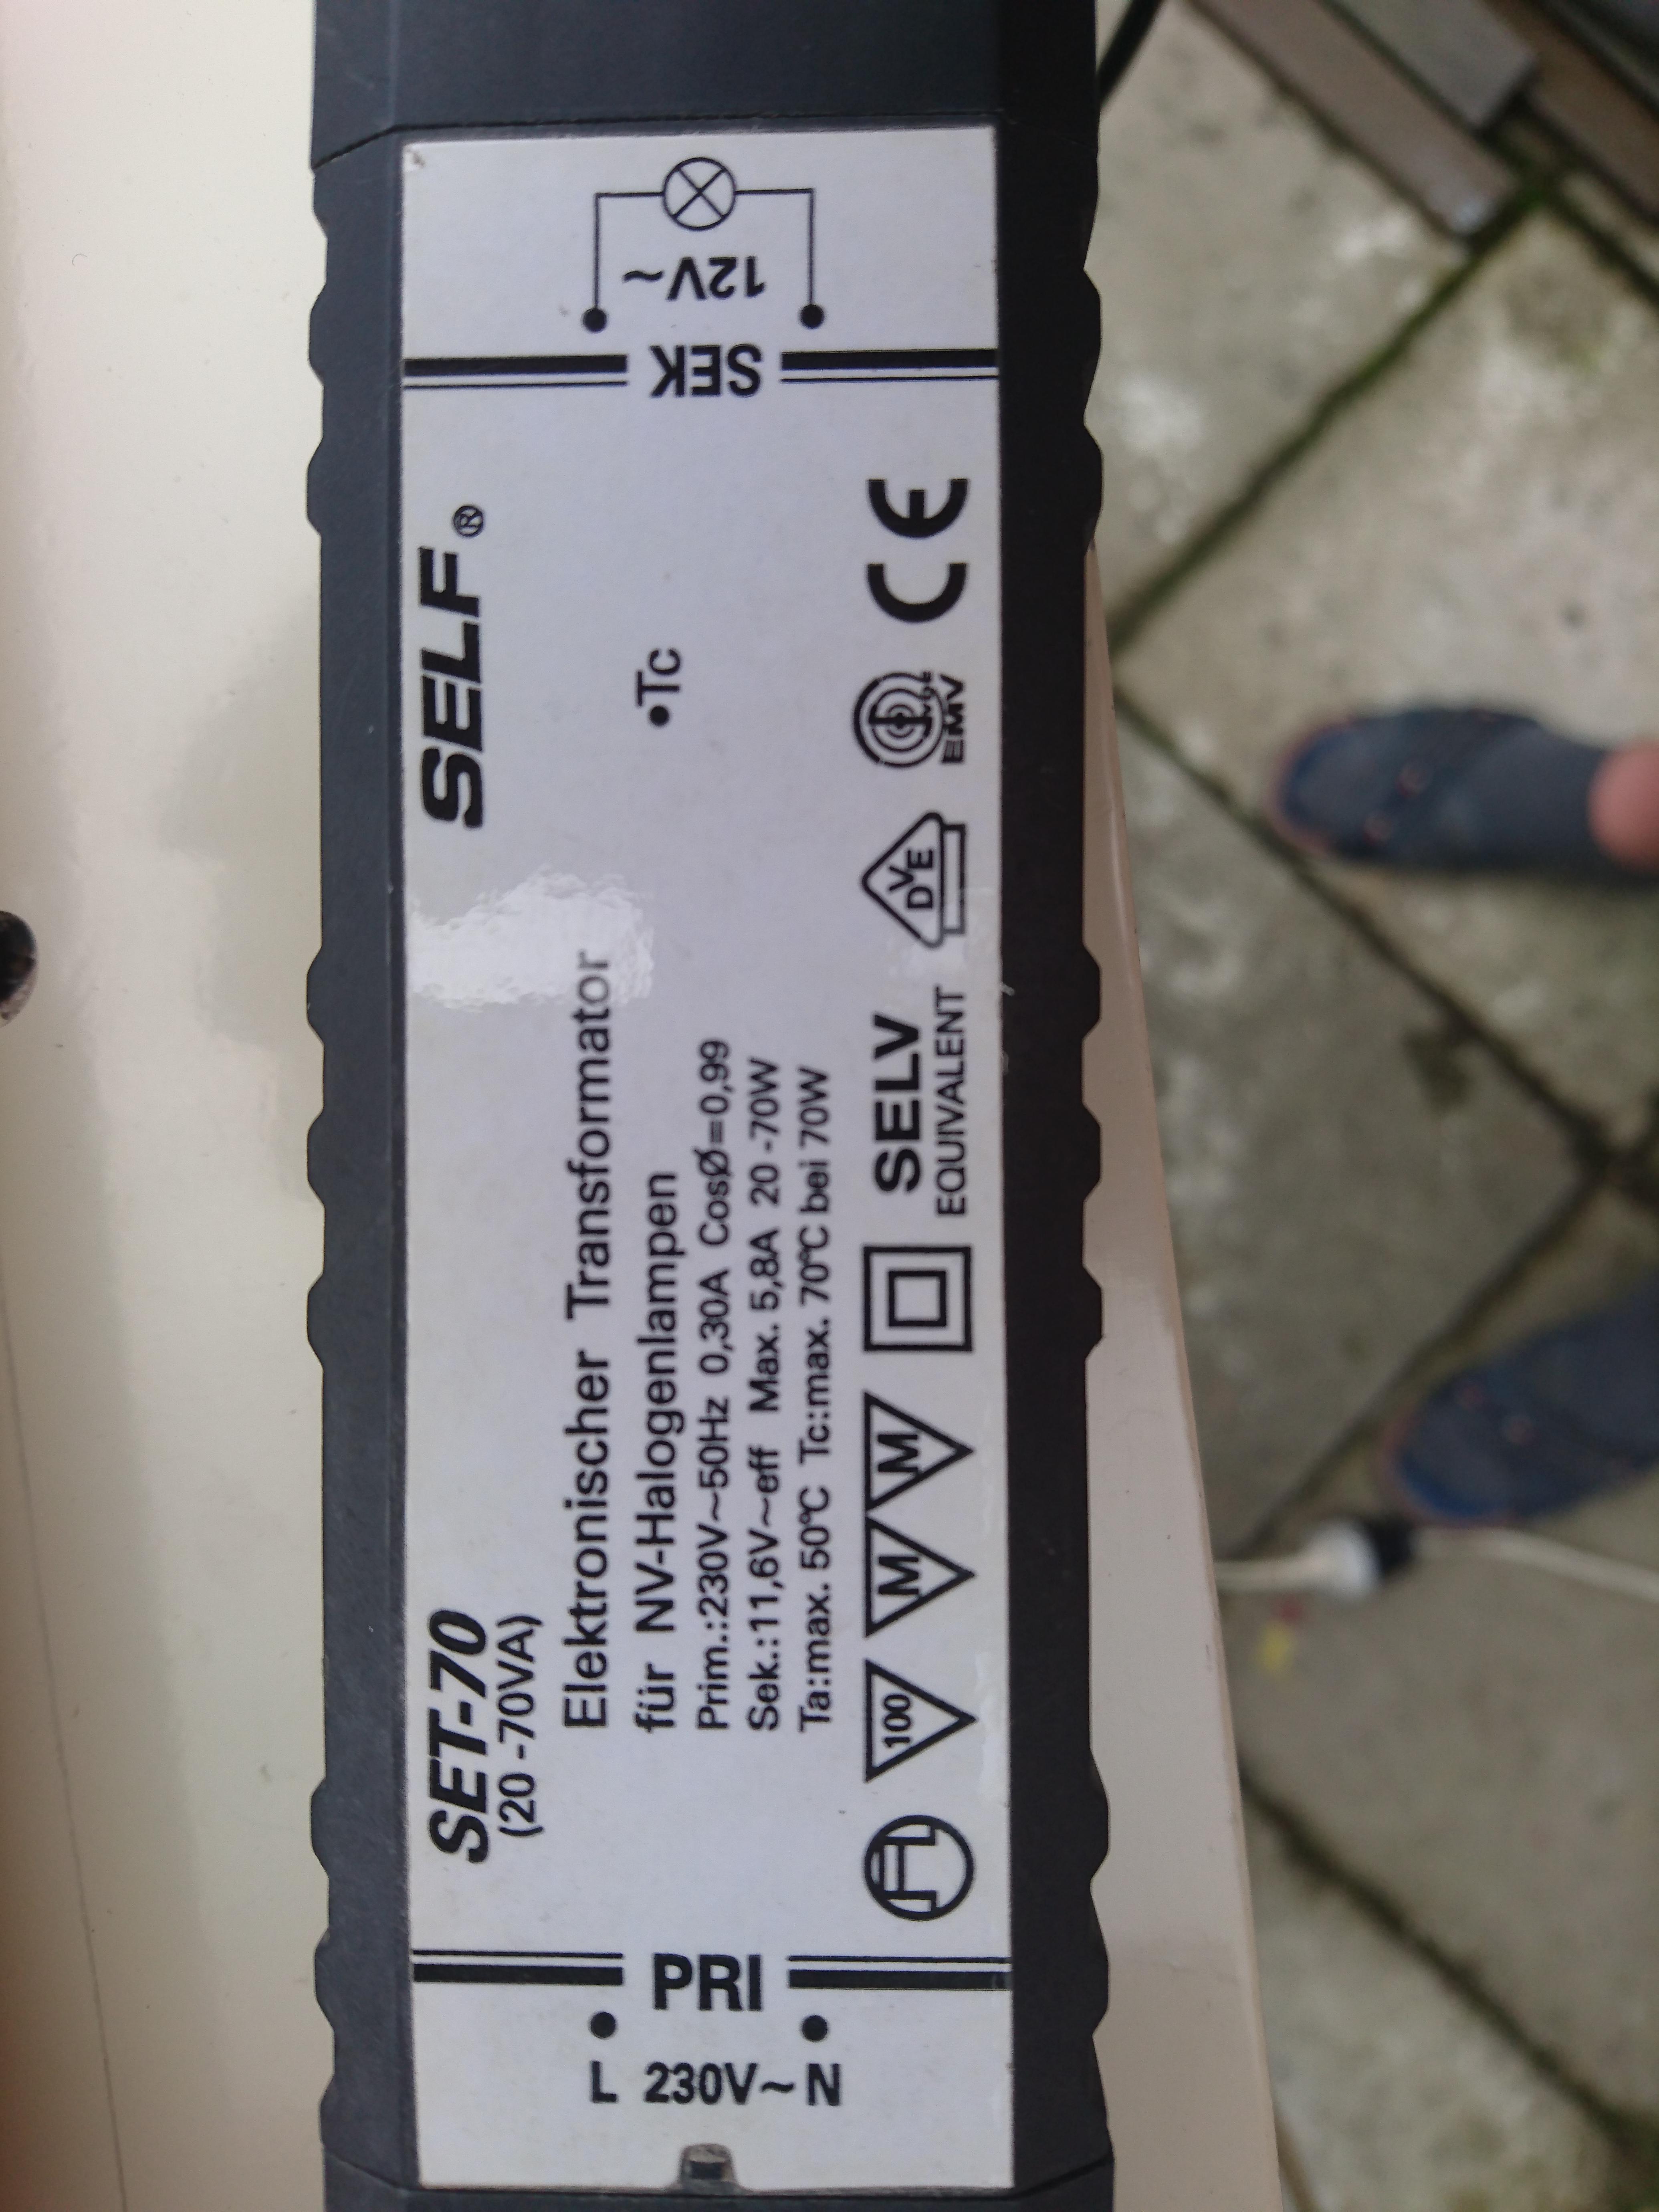 SET-70
(20-70VA)
SELF®
Elektronischer Transformator
für NV-Halogenlampen
Prim.:230V~50Hz 0,30A CosØ=0,99
Sek.:11,6V~eff Max. 5,8A 20-70W
Ta:max. 50°C Tc:max. 70°C bei 70W
•Tc
100
M M
SELV
EQUIVALENT
DVE
EMV
CE
PRI
L 230V~ N
SEK
12V~